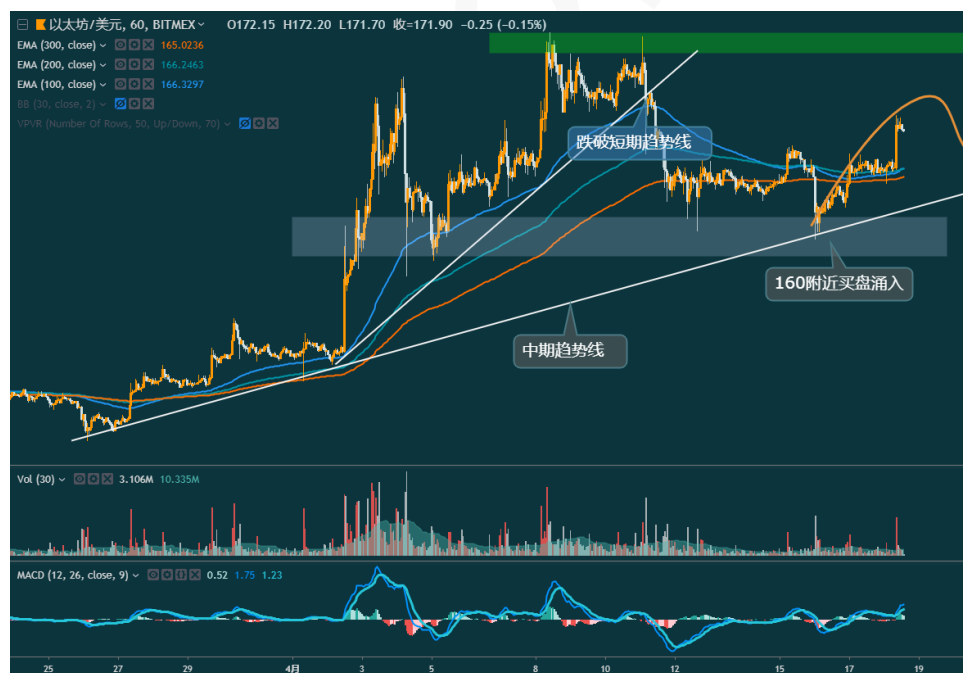 以太坊/美元, 60, BITMEX O172.15 H172.20 L171.70 收=171.90 -0.25 (-0.15%)
EMA (300, close) 165.0236
EMA (200, close) 166.2463
EMA (100, close) 166.3297
BB (30, close, 2)
VPVR (Number Of Rows, 50, Up/Down, 70)
跌破短期趋势线
160附近买盘涌入
中期趋势线
Vol (30) 3.106M 10.335M
MACD (12, 26, close, 9) 0.52 1.75 1.23
25 27 29 4月 3 5 8 10 12 15 17 19